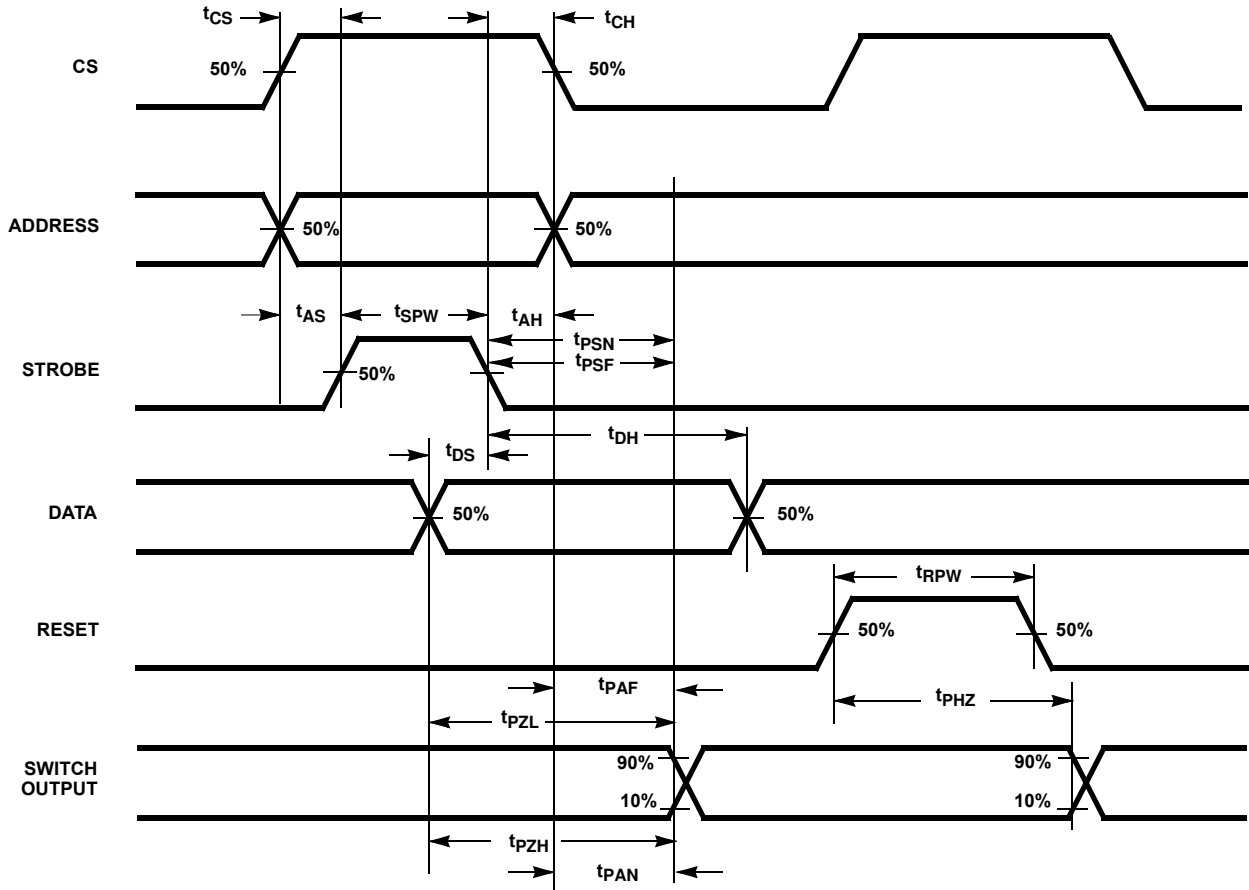 tCS
tCH
CS
50%
50%
ADDRESS
50%
50%
tAS
tSPW
tAH
tPSN
tPSF
STROBE
50%
tDH
tDS
DATA
50%
50%
tRPW
RESET
50%
50%
tPAF
tPHZ
tPZL
SWITCH
OUTPUT
90%
90%
10%
10%
tPZH
tPAN